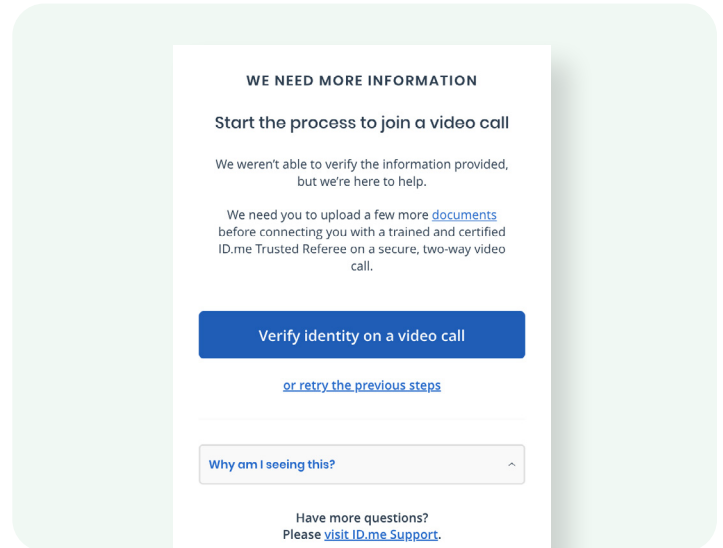 WE NEED MORE INFORMATION
Start the process to join a video call
We weren't able to verify the information provided,
but we're here to help.
We need you to upload a few more documents
before connecting you with a trained and certified
ID.me Trusted Referee on a secure, two-way video
call.
Verify identity on a video call
or retry the previous steps
Why am I seeing this?
Have more questions?
Please visit ID.me Support.